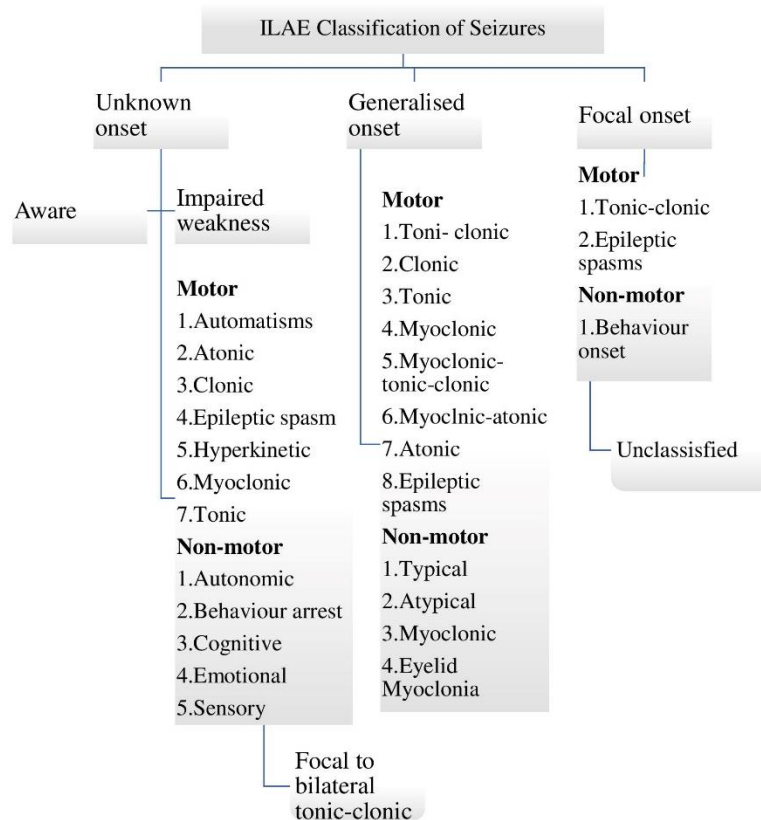 ILAE Classification of Seizures
Unknown
onset
Aware
Impaired
weakness
Motor
1.Automatisms
2.Atonic
3.Clonic
4.Epileptic spasm
5.Hyperkinetic
6.Myoclonic
7.Tonic
Non-motor
1.Autonomic
2.Behaviour arrest
3.Cognitive
4.Emotional
5.Sensory
Focal to
bilateral
tonic-clonic
Generalised
onset
Motor
1.Toni- clonic
2.Clonic
3.Tonic
4.Myoclonic
5.Myoclonic-
tonic-clonic
6.Myoclnic-atonic
7.Atonic
8.Epileptic
spasms
Non-motor
1.Typical
2.Atypical
3.Myoclonic
4.Eyelid
Myoclonia
Focal onset
Motor
1.Tonic-clonic
2.Epileptic
spasms
Non-motor
1.Behaviour
onset
Unclassisfied